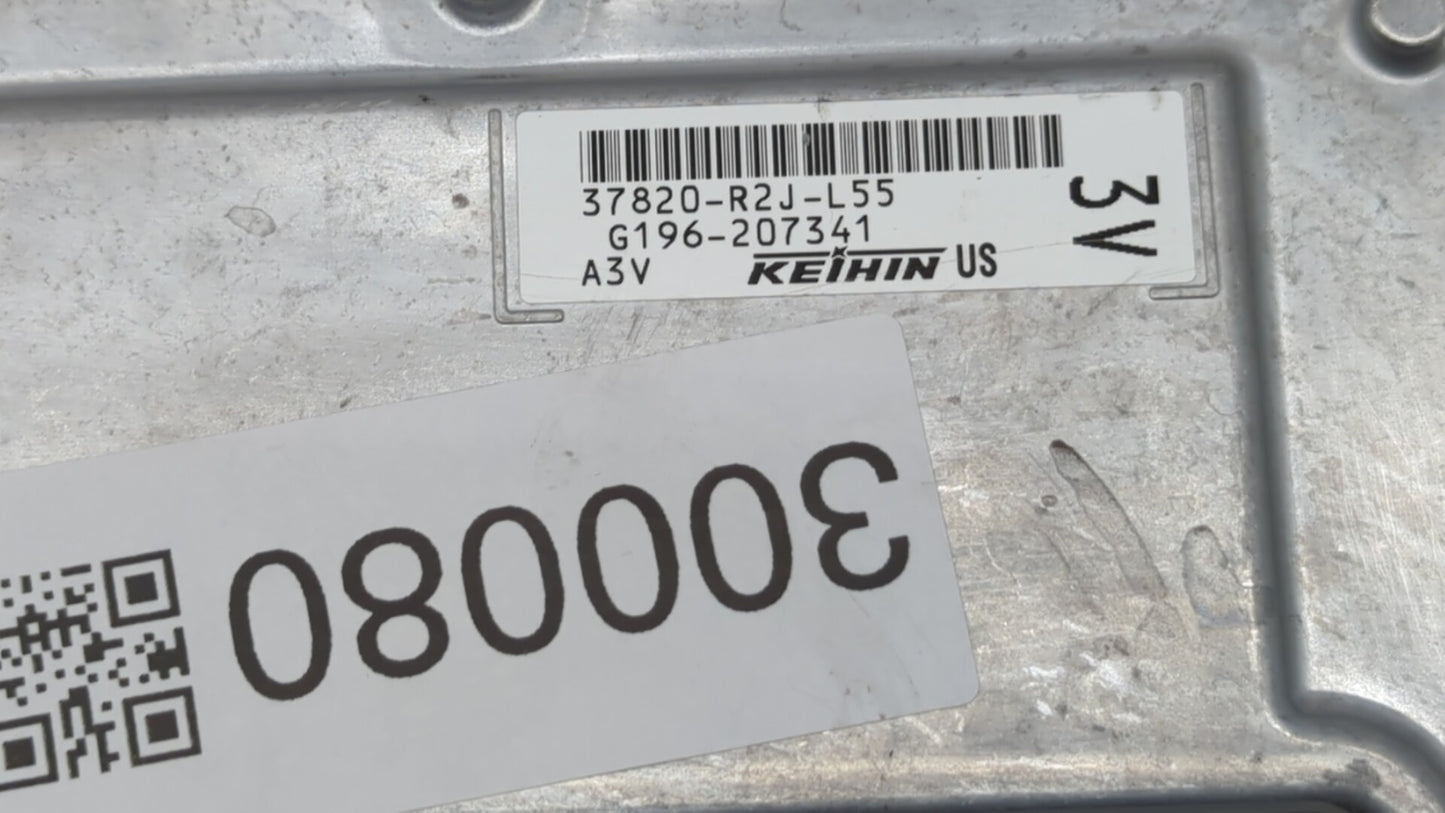 37820-R2J-L55
G196-207341
A3V KEIHIN US
3V
300080